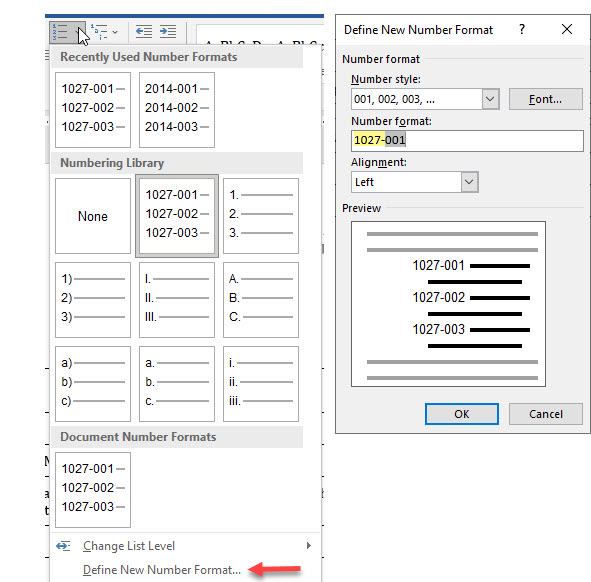 Recently Used Number Formats
1027-001
1027-002
1027-003
2014-001
2014-002
2014-003
Numbering Library
None
1027-001
1027-002
1027-003
1.
2.
3.
1)
2)
3)
I.
II.
III.
A.
B.
C.
a)
b)
c)
a.
b.
c.
i.
ii.
iii.
Document Number Formats
1027-001
1027-002
1027-003
Change List Level
Define New Number Format...
Define New Number Format ?
Number format
Number style:
001, 002, 003, ...
Font...
Number format:
1027-001
Alignment:
Left
Preview
1027-001
1027-002
1027-003
OK
Cancel